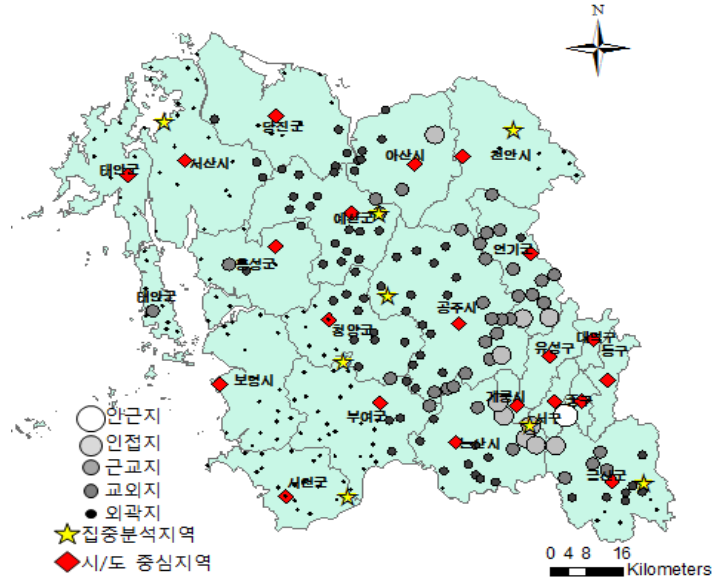 N
당진군
아산시
천안시
서산시
태안군
예산군
연기군
홍성군
태안군
공주시
청양군
대덕구
유성구
동구
보령시
계룡시
중구
서구
부여군
논산시
금산군
서천군
안근지
인접지
근교지
교외지
외곽지
집중분석지역
시/도 중심지역
0 4 8 16
Kilometers